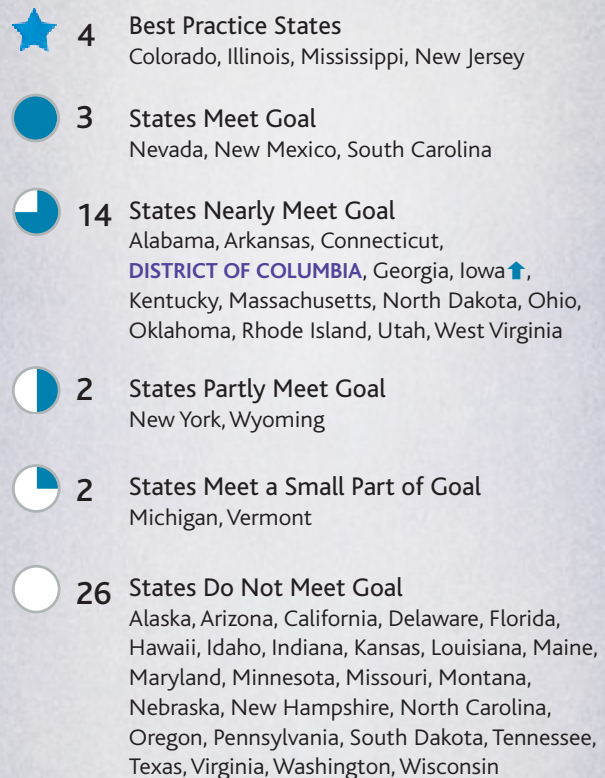 4 Best Practice States
Colorado, Illinois, Mississippi, New Jersey
3 States Meet Goal
Nevada, New Mexico, South Carolina
14 States Nearly Meet Goal
Alabama, Arkansas, Connecticut,
DISTRICT OF COLUMBIA, Georgia, Iowa⬆,
Kentucky, Massachusetts, North Dakota, Ohio,
Oklahoma, Rhode Island, Utah, West Virginia
2 States Partly Meet Goal
New York, Wyoming
2 States Meet a Small Part of Goal
Michigan, Vermont
26 States Do Not Meet Goal
Alaska, Arizona, California, Delaware, Florida,
Hawaii, Idaho, Indiana, Kansas, Louisiana, Maine,
Maryland, Minnesota, Missouri, Montana,
Nebraska, New Hampshire, North Carolina,
Oregon, Pennsylvania, South Dakota, Tennessee,
Texas, Virginia, Washington, Wisconsin